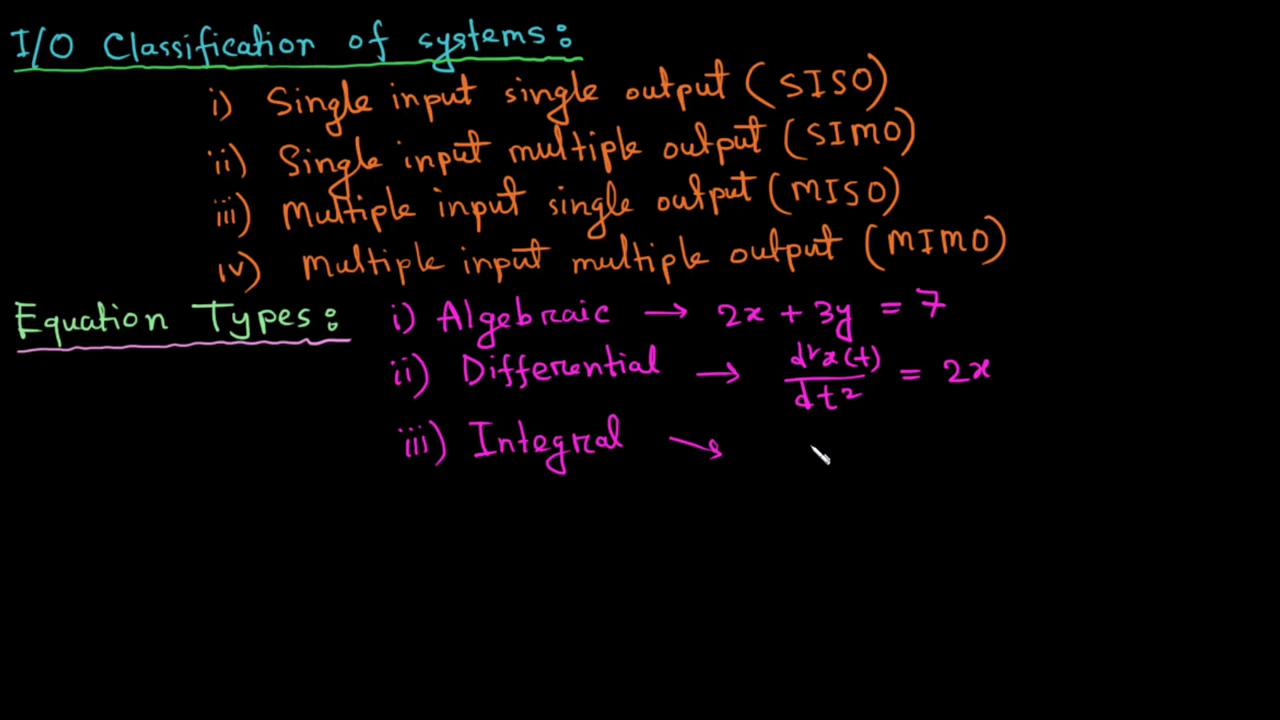 I/O Classification of systems:
i) Single input single output (SISO)
ii) Single input multiple output (SIMO)
iii) Multiple input single output (MISO)
iv) Multiple input multiple output (MIMO)
Equation Types: i) Algebraic → 2x + 3y = 7
ii) Differential → d²x(t)/dt² = 2x
iii) Integral →